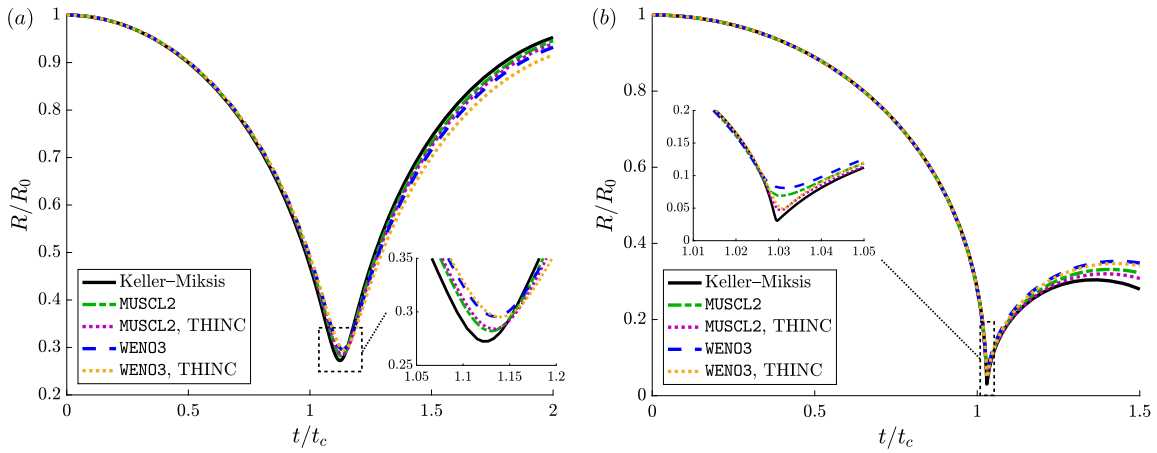 (a)
1
0.9
0.8
0.7
0.6
0.5
0.4
0.3
0.2
R/R₀
0
0.5
1
1.5
2
t/t_c
Keller–Miksis
MUSCL2
MUSCL2, THINC
WENO3
WENO3, THINC
0.35
0.3
0.25
1.05
1.1
1.15
1.2
(b)
1
0.8
0.6
0.4
0.2
0
R/R₀
0
0.5
1
1.5
t/t_c
0.2
0.15
0.1
0.05
0
1.01
1.02
1.03
1.04
1.05
Keller–Miksis
MUSCL2
MUSCL2, THINC
WENO3
WENO3, THINC